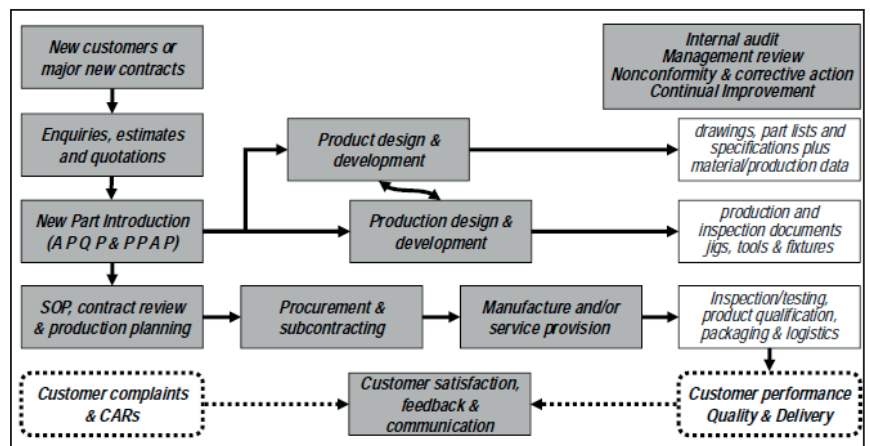 New customers or
major new contracts
Internal audit
Management review
Nonconformity & corrective action
Continual Improvement
Enquiries, estimates
and quotations
Product design &
development
drawings, part lists and
specifications plus
material/production data
New Part Introduction
(A P Q P & P P A P)
Production design &
development
production and
inspection documents
jigs, tools & fixtures
SOP, contract review
& production planning
Procurement &
subcontracting
Manufacture and/or
service provision
Inspection/testing,
product qualification,
packaging & logistics
Customer complaints
& CARs
Customer satisfaction,
feedback &
communication
Customer performance
Quality & Delivery